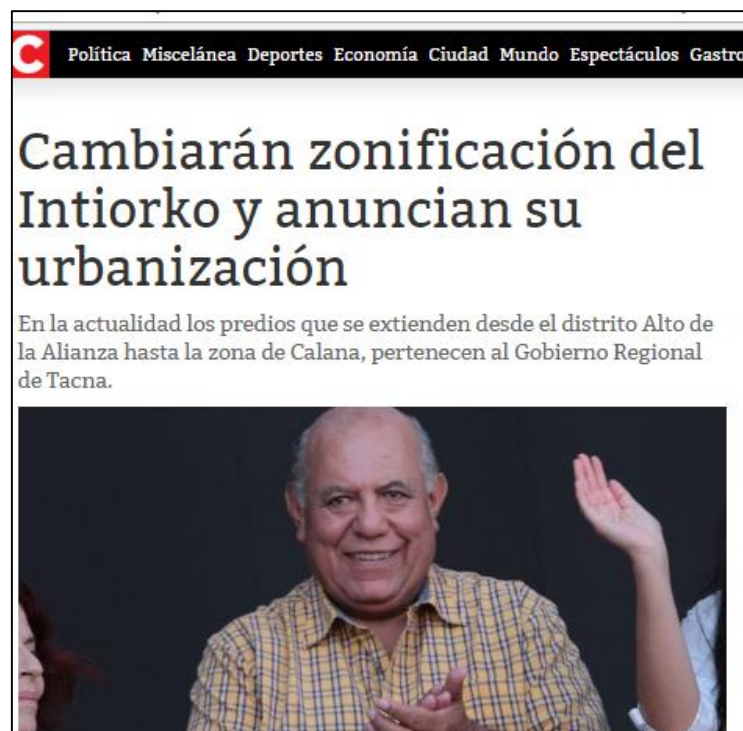 C Política Miscelánea Deportes Economía Ciudad Mundo Espectáculos Gastro
Cambiarán zonificación del
Intiorko y anuncian su
urbanización
En la actualidad los predios que se extienden desde el distrito Alto de
la Alianza hasta la zona de Calana, pertenecen al Gobierno Regional
de Tacna.